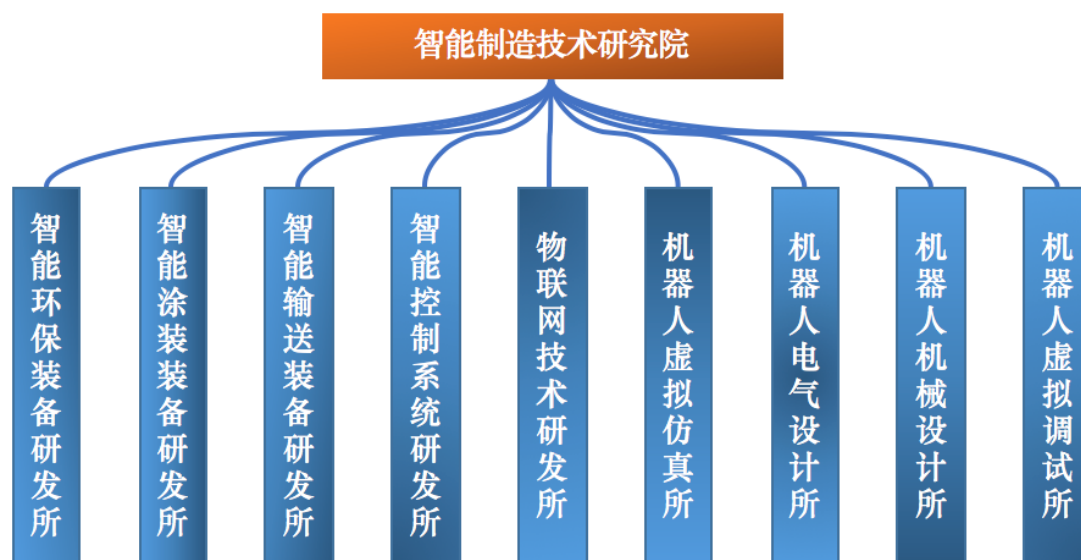 智能制造技术研究院
智能环保装备研发所
智能涂装装备研发所
智能输送装备研发所
智能控制系统研发所
物联网技术研发所
机器人虚拟仿真所
机器人电气设计所
机器人机械设计所
机器人虚拟调试所